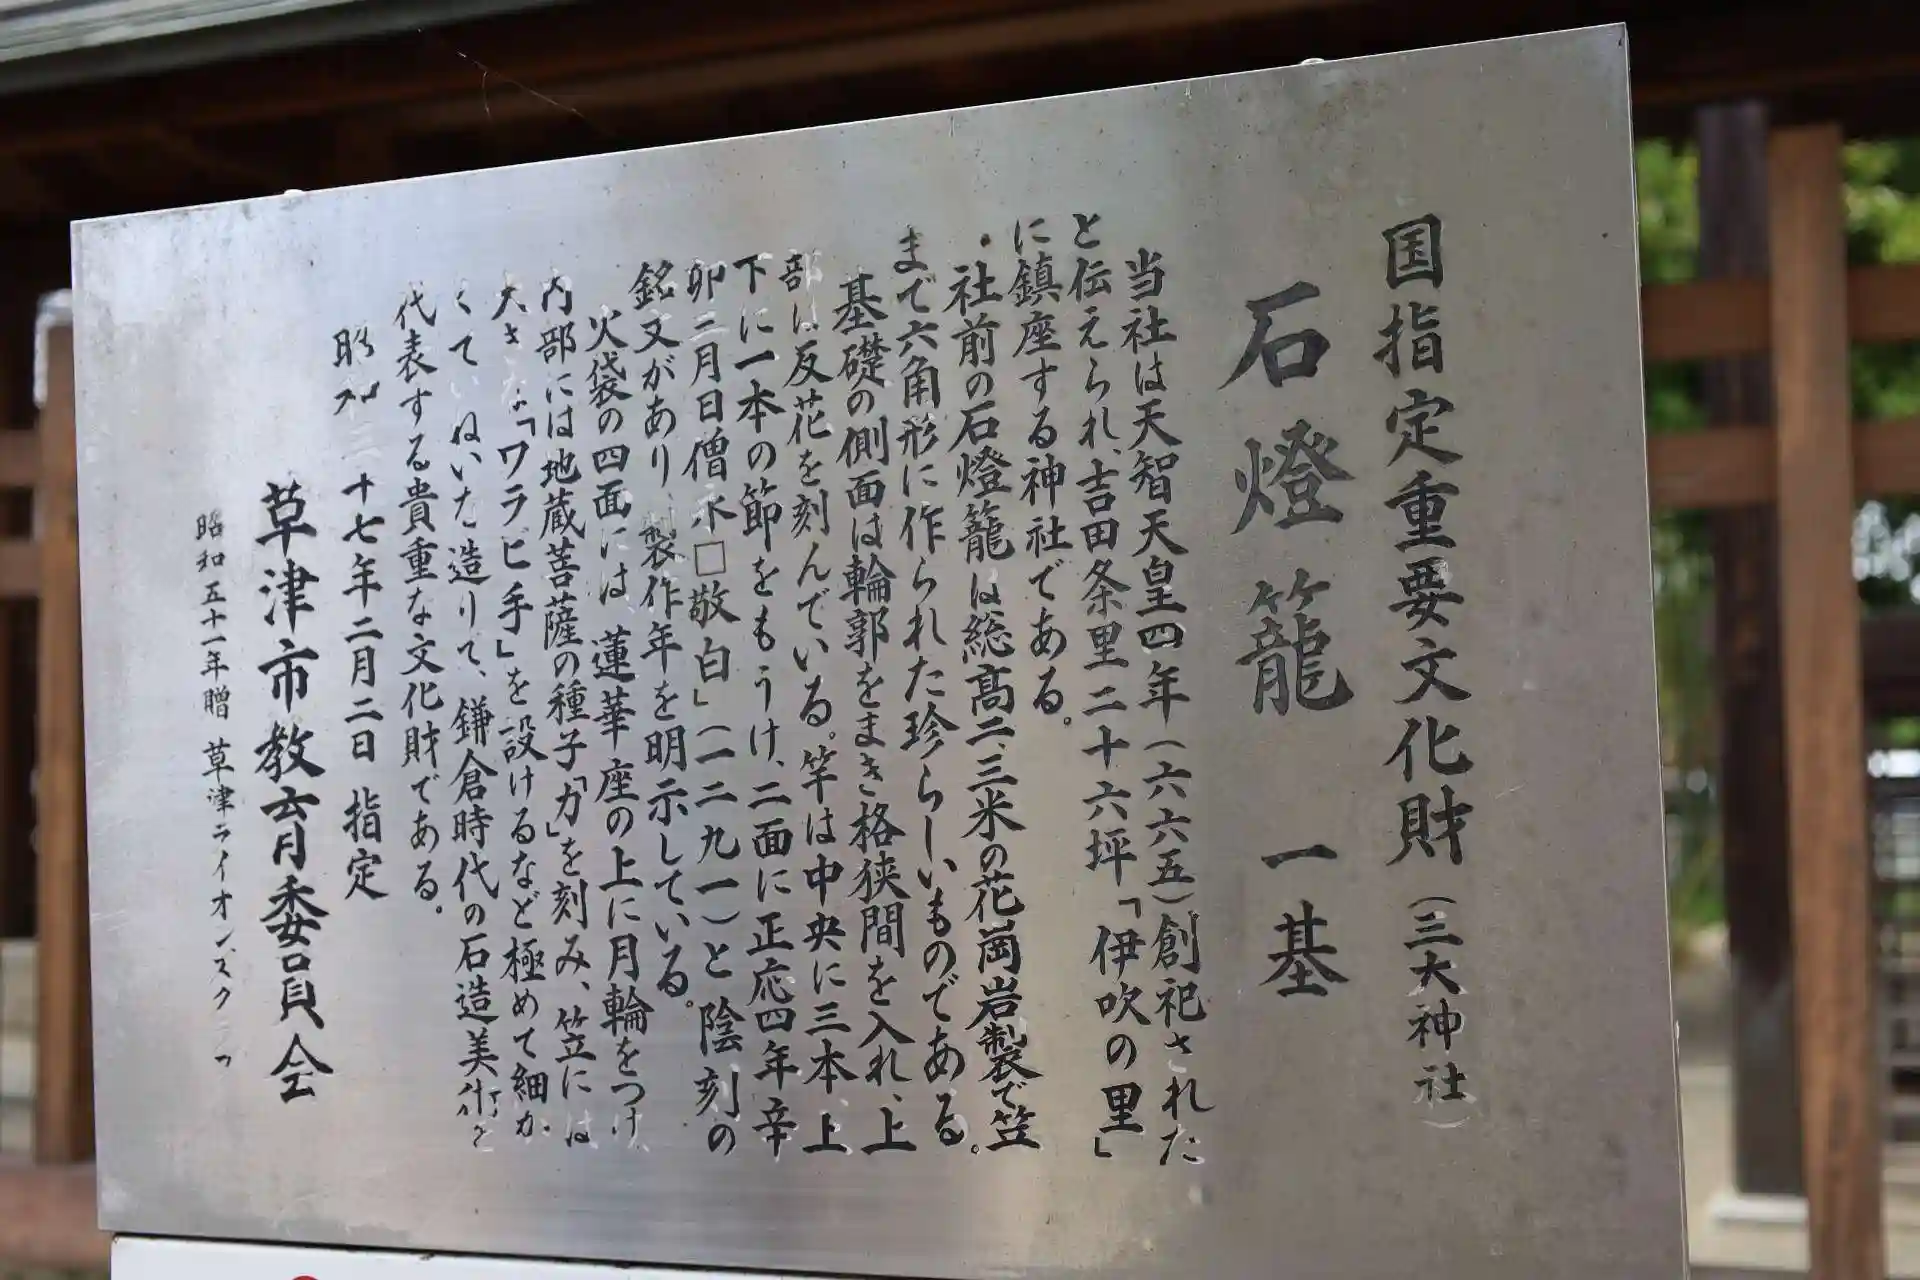 国指定重要文化財（三大神社）
石燈籠 一基
当社は天智天皇四年（六六五）創祀された
と伝えられ、吉田条里二十六坪「伊吹の里」
に鎮座する神社である。
・社前の石燈籠は総高二、三米の花崗岩製で笠
まで六角形に作られた珍らしいものである。
基礎の側面は輪郭をまき格狭間を入れ、上
部は反花を刻んでいる。竿は中央に三本、上
下に一本の節をもうけ、二面に正応四年辛
卯二月日僧永□敬白」（一二九一）と陰刻の
銘文があり、製作年を明示している。
火袋の四面には、蓮華座の上に月輪をつけ、
内部には地蔵菩薩の種子「カ」を刻み、笠には
大きな「ワラビ手」を設けるなど極めて細か
くていねいた造りて、鎌倉時代の石造美術と
代表する貴重な文化財である。
昭和三十七年二月二日 指定
草津市教育委員会
昭和五十一年贈 草津ライオンズクラブ